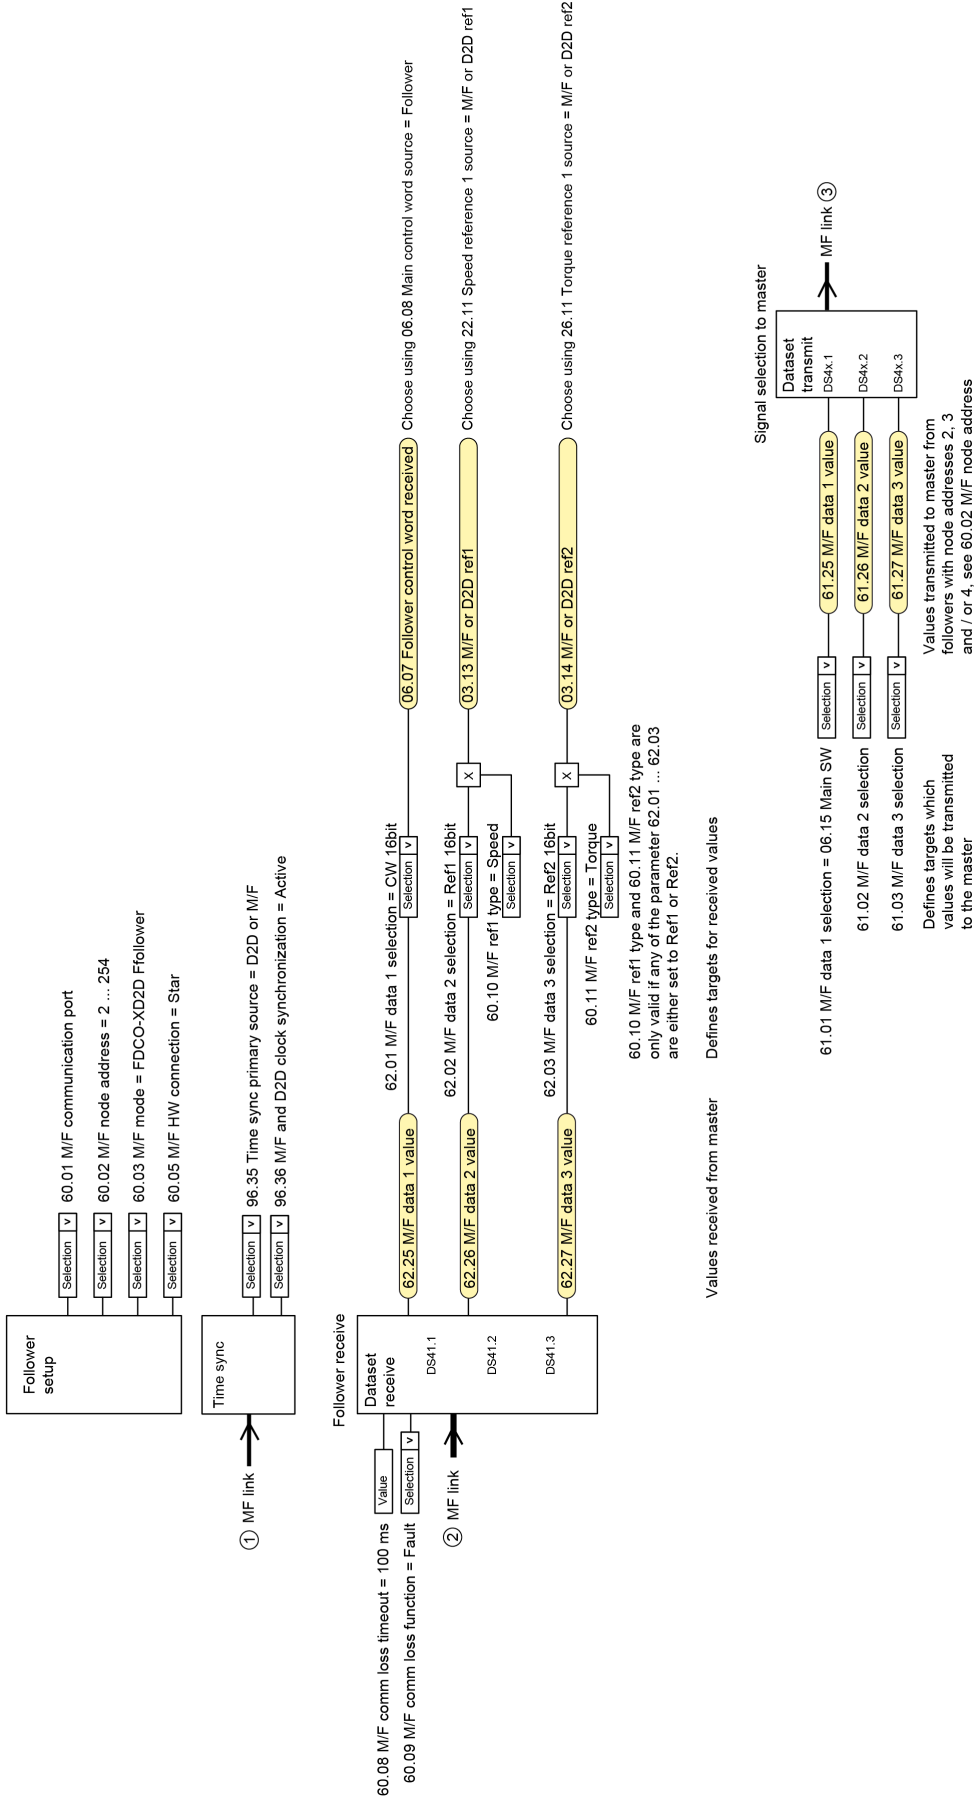 Follower
setup
Selection v 60.01 M/F communication port
Selection v 60.02 M/F node address = 2 ... 254
Selection v 60.03 M/F mode = FDCO-XD2D Ffollower
Selection v 60.05 M/F HW connection = Star
① MF link
Time sync
Selection v 96.35 Time sync primary source = D2D or M/F
Selection v 96.36 M/F and D2D clock synchronization = Active
Follower receive
60.08 M/F comm loss timeout = 100 ms Value
60.09 M/F comm loss function = Fault Selection v
② MF link
Dataset
receive
DS41.1
DS41.2
DS41.3
62.25 M/F data 1 value
62.01 M/F data 1 selection = CW 16bit
Selection v
06.07 Follower control word received
Choose using 06.08 Main control word source = Follower
62.26 M/F data 2 value
62.02 M/F data 2 selection = Ref1 16bit
Selection v
X
03.13 M/F or D2D ref1
Choose using 22.11 Speed reference 1 source = M/F or D2D ref1
60.10 M/F ref1 type = Speed
Selection v
62.27 M/F data 3 value
62.03 M/F data 3 selection = Ref2 16bit
Selection v
X
03.14 M/F or D2D ref2
Choose using 26.11 Torque reference 1 source = M/F or D2D ref2
60.11 M/F ref2 type = Torque
Selection v
60.10 M/F ref1 type and 60.11 M/F ref2 type are
only valid if any of the parameter 62.01 ... 62.03
are either set to Ref1 or Ref2.
Values received from master
Defines targets for received values
Signal selection to master
61.01 M/F data 1 selection = 06.15 Main SW
Selection v
61.25 M/F data 1 value
Dataset
transmit
DS4x.1
MF link ③
61.02 M/F data 2 selection
Selection v
61.26 M/F data 2 value
DS4x.2
61.03 M/F data 3 selection
Selection v
61.27 M/F data 3 value
DS4x.3
Defines targets which
values will be transmitted
to the master
Values transmitted to master from
followers with node addresses 2, 3
and / or 4, see 60.02 M/F node address